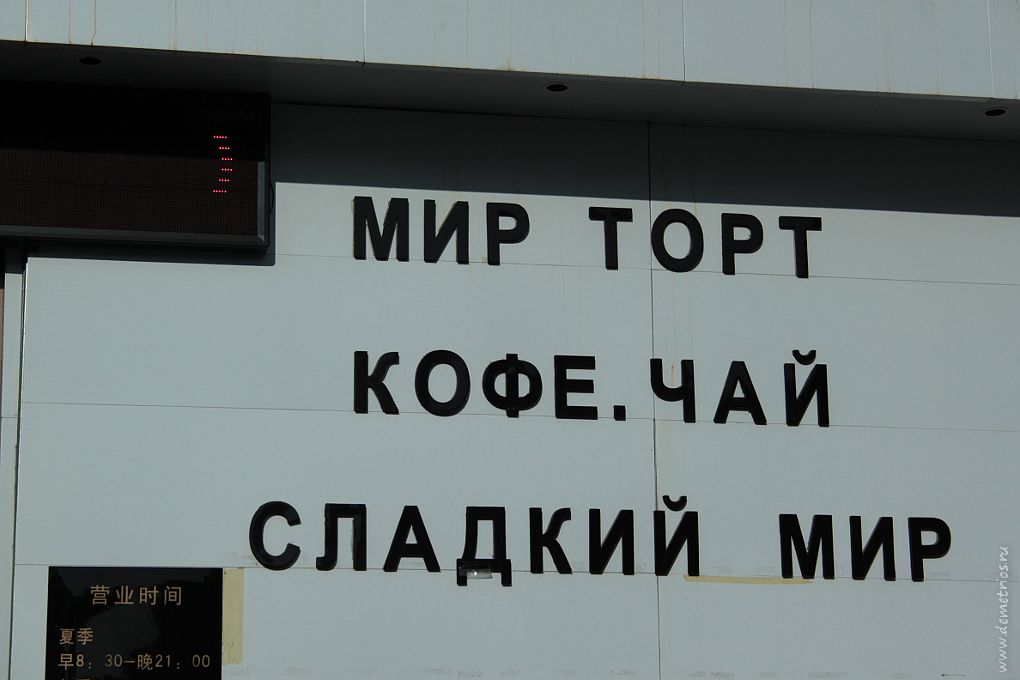 МИР ТОРТ
КОФЕ.ЧАЙ
СЛАДКИЙ МИР
营业时间
夏季
早8：30—晚21：00
www.demetrios.ru